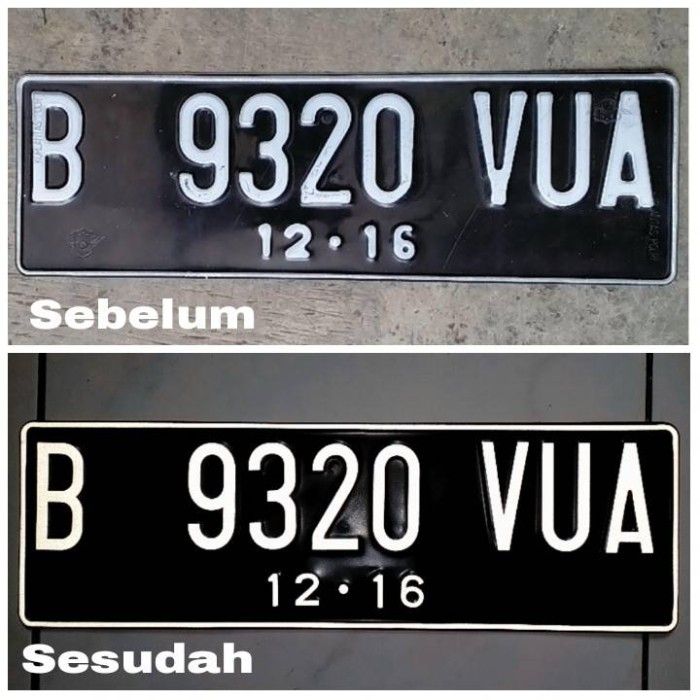 B 9320 VUA
12 • 16
Sebelum
B 9320 VUA
12 • 16
Sesudah